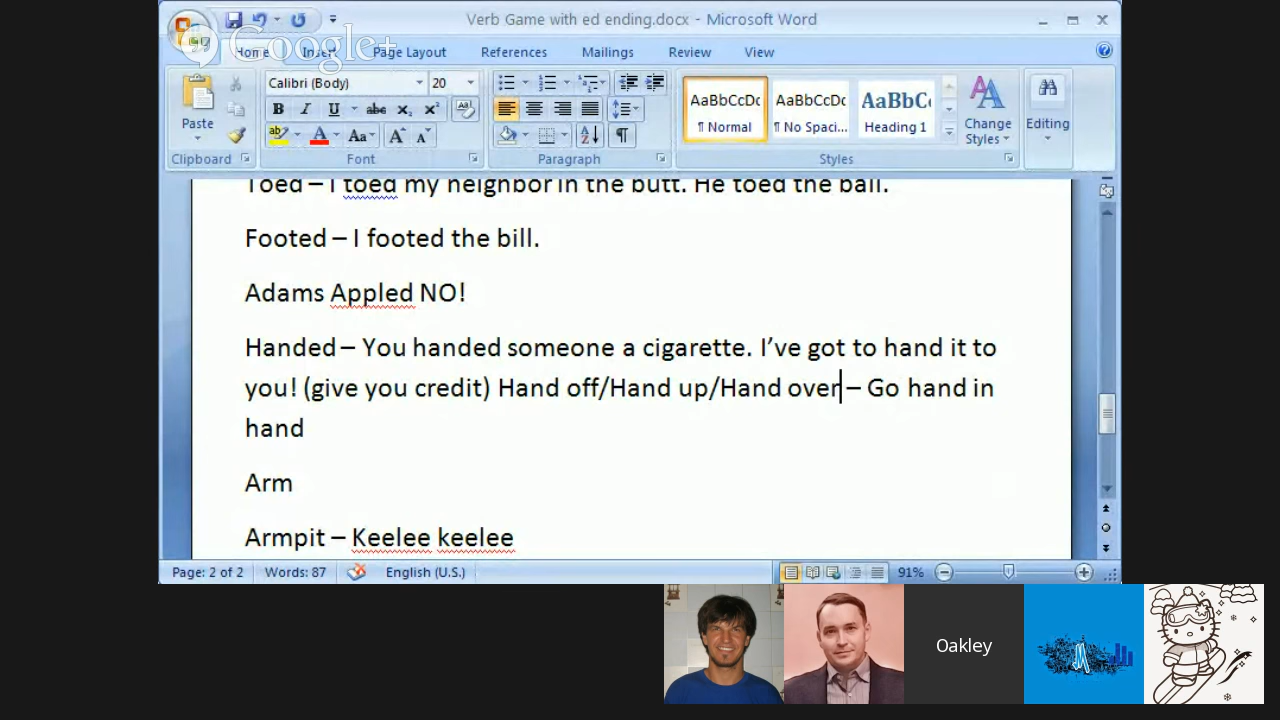 Verb Game with ed ending.docx - Microsoft Word
Google+
Home Insert Page Layout References Mailings Review View
Calibri (Body) 20
AaBbCcDc AaBbCcDc AaBbC
Paste ¶ Normal ¶ No Spaci... Heading 1 Change Styles Editing
Clipboard Font Paragraph Styles
Toed – I toed my neighbor in the butt. He toed the ball.
Footed – I footed the bill.
Adams Appled NO!
Handed – You handed someone a cigarette. I’ve got to hand it to
you! (give you credit) Hand off/Hand up/Hand over – Go hand in
hand
Arm
Armpit – Keelee keelee
Page: 2 of 2 Words: 87 English (U.S.) 91%
Oakley